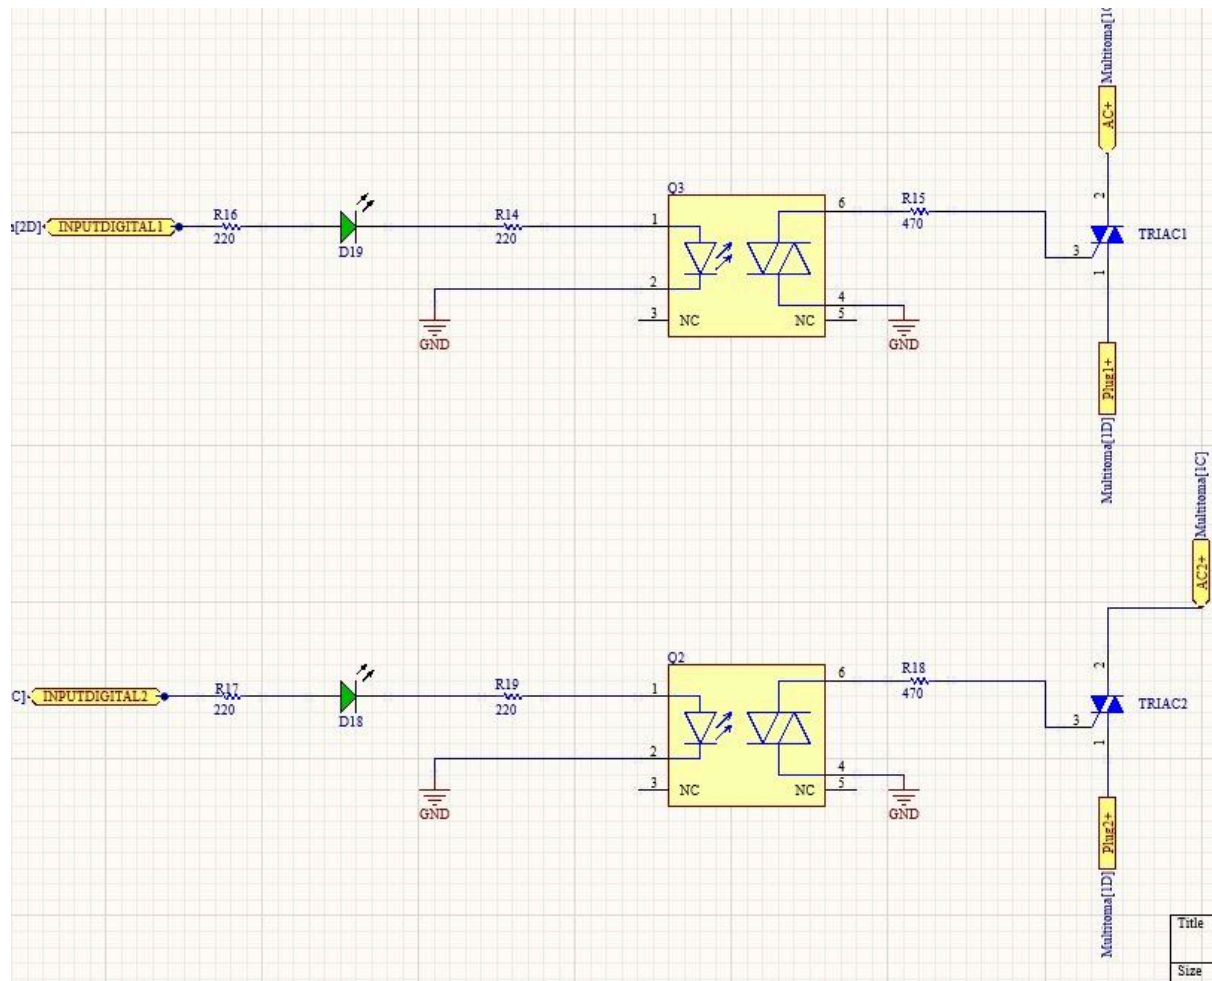 Multitoma[1C
AC+
2
Q3
[2D]
INPUTDIGITAL1
R16
220
D19
R14
220
1
2
3
NC
NC
6
4
5
R15
470
3
TRIAC1
1
GND
GND
Plug1+
Multitoma[1D]
Multitoma[1C]
AC2+
2
Q2
C]
INPUTDIGITAL2
R17
220
D18
R19
220
1
2
3
NC
NC
6
4
5
R18
470
3
TRIAC2
1
GND
GND
Plug2+
Multitoma[1D]
Title
Size